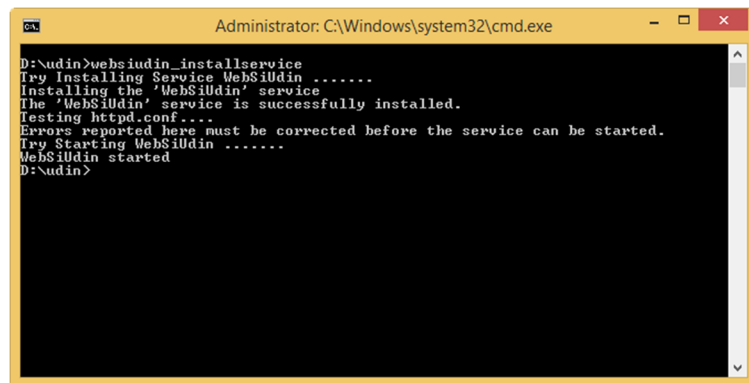 Administrator: C:\Windows\system32\cmd.exe
D:\udin>websiudin_installservice
Try Installing Service WebSiUdin .......
Installing the 'WebSiUdin' service
The 'WebSiUdin' service is successfully installed.
Testing httpd.conf....
Errors reported here must be corrected before the service can be started.
Try Starting WebSiUdin .......
WebSiUdin started
D:\udin>